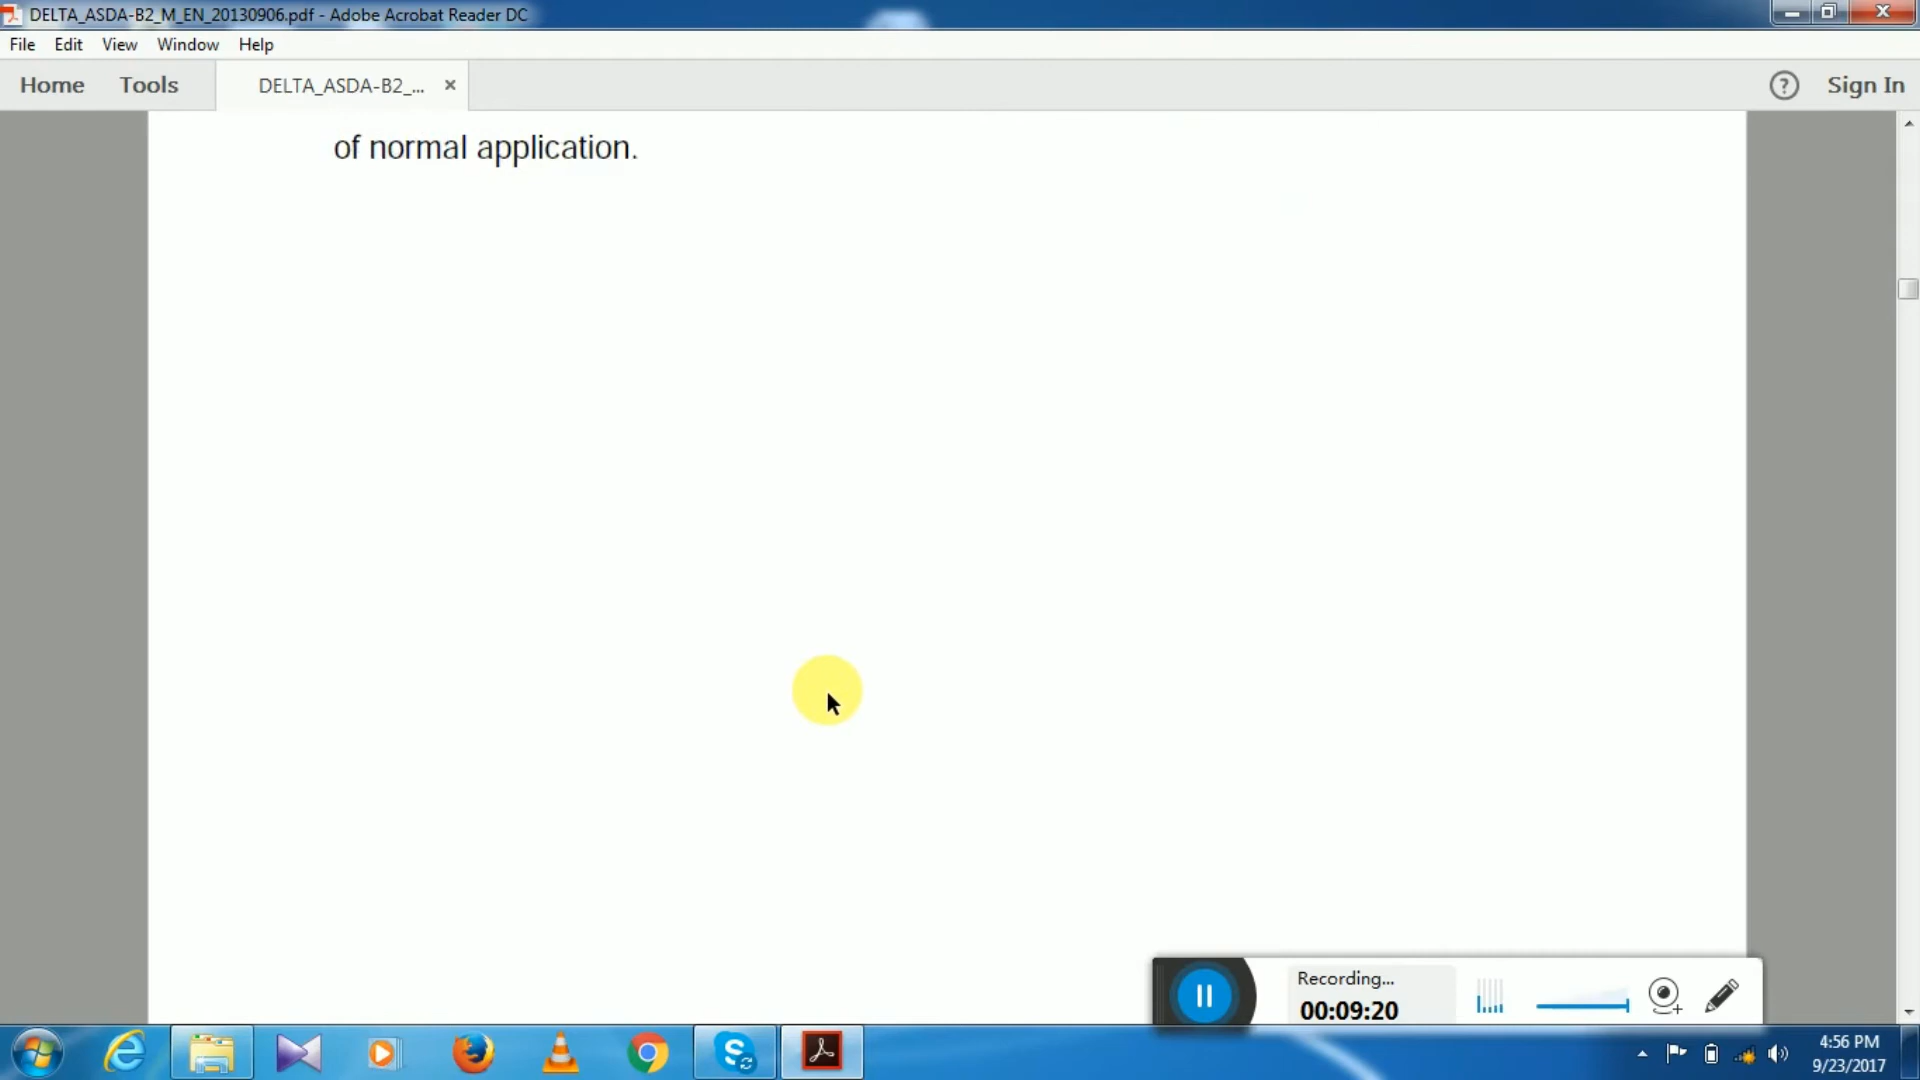 DELTA_ASDA-B2_M_EN_20130906.pdf - Adobe Acrobat Reader DC
File Edit View Window Help
Home Tools DELTA_ASDA-B2_... × ? Sign In
of normal application.
Recording...
00:09:20
4:56 PM
9/23/2017